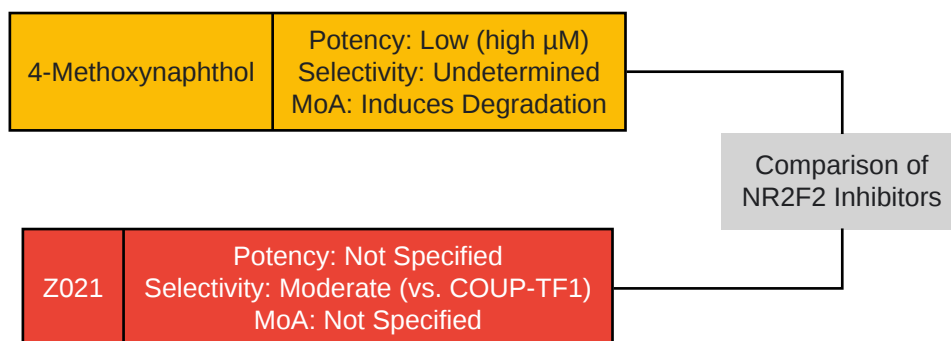 4-Methoxynaphthol
Potency: Low (high µM)
Selectivity: Undetermined
MoA: Induces Degradation
Comparison of
NR2F2 Inhibitors
Z021
Potency: Not Specified
Selectivity: Moderate (vs. COUP-TF1)
MoA: Not Specified